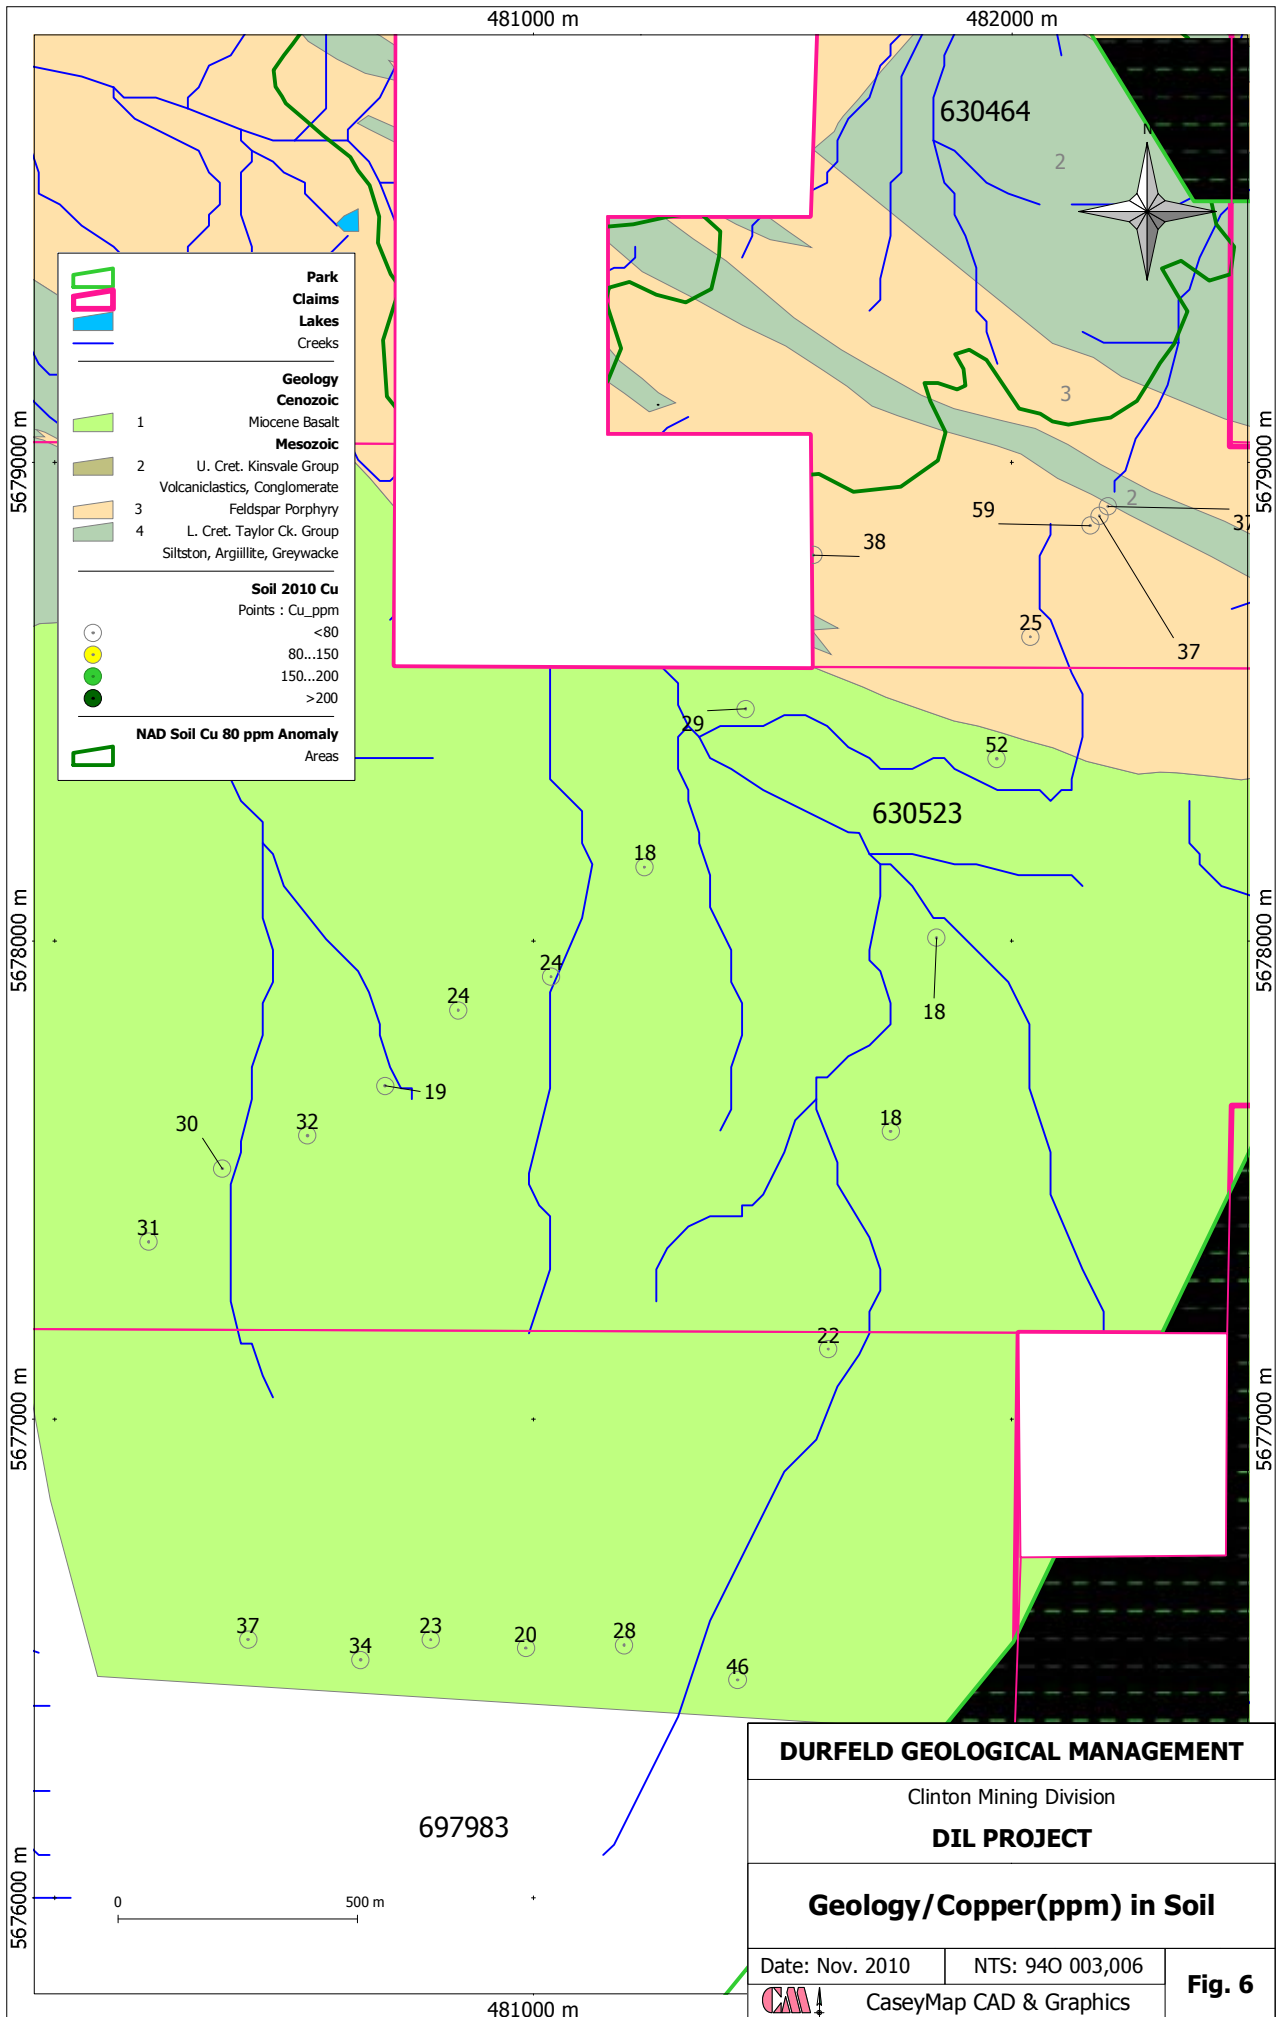 481000 m
482000 m
630464
N
2
Park
Claims
Lakes
Creeks
Geology
Cenozoic
1 Miocene Basalt
Mesozoic
2 U. Cret. Kinsvale Group
Volcaniclastics, Conglomerate
3 Feldspar Porphyry
4 L. Cret. Taylor Ck. Group
Siltston, Argiillite, Greywacke
Soil 2010 Cu
Points : Cu_ppm
<80
80...150
150...200
>200
NAD Soil Cu 80 ppm Anomaly
Areas
3
5679000 m
5679000 m
2
59
37
38
25
37
29
52
630523
18
5678000 m
5678000 m
24
24
18
19
30
32
18
31
22
5677000 m
5677000 m
37
34
23
20
28
46
697983
5676000 m
0
500 m
481000 m
DURFELD GEOLOGICAL MANAGEMENT
Clinton Mining Division
DIL PROJECT
Geology/Copper(ppm) in Soil
Date: Nov. 2010
NTS: 94O 003,006
Fig. 6
CM
CaseyMap CAD & Graphics